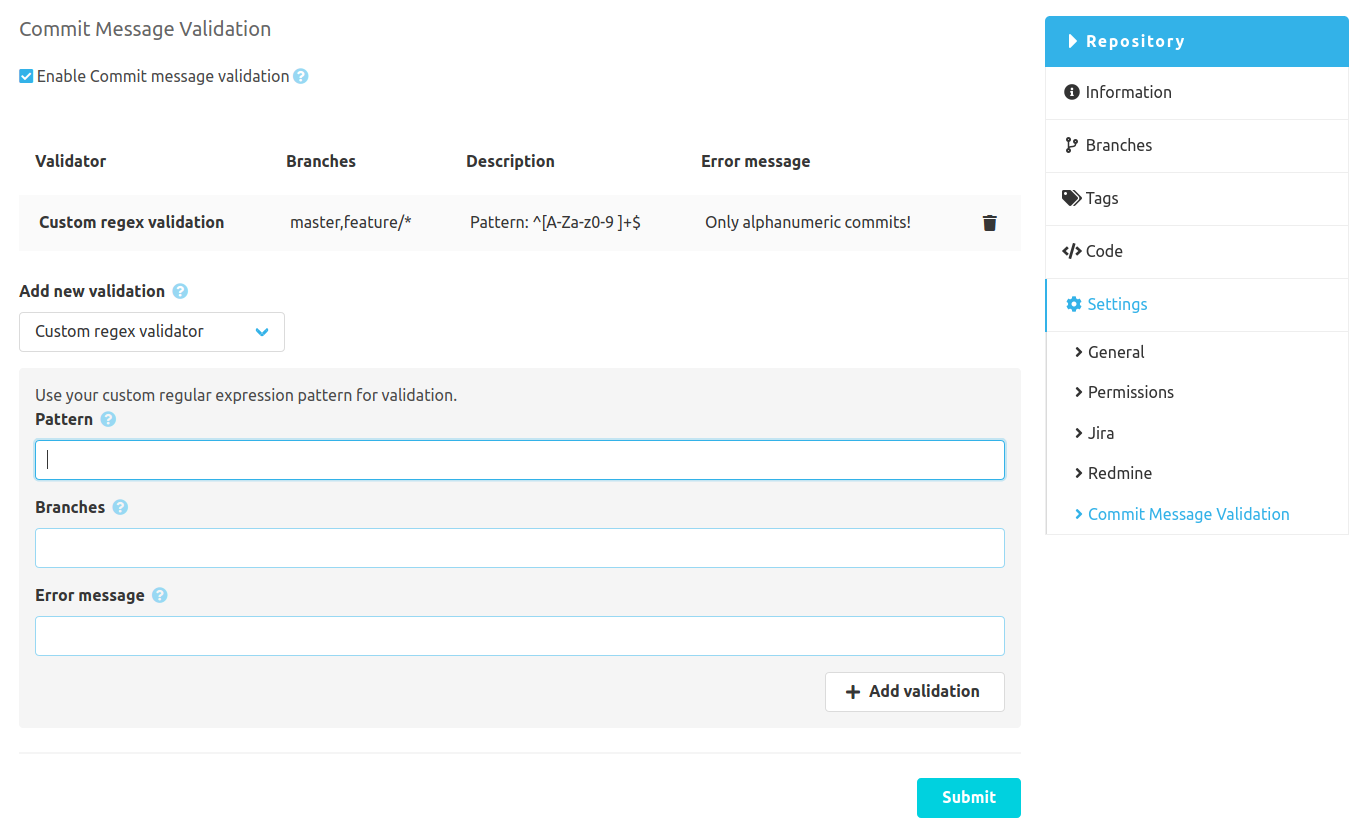 Commit Message Validation
Enable Commit message validation
Validator Branches Description Error message
Custom regex validation master,feature/* Pattern: ^[A-Za-z0-9 ]+$ Only alphanumeric commits!
Add new validation
Custom regex validator
Use your custom regular expression pattern for validation.
Pattern
Branches
Error message
Add validation
Submit
Repository
Information
Branches
Tags
Code
Settings
General
Permissions
Jira
Redmine
Commit Message Validation